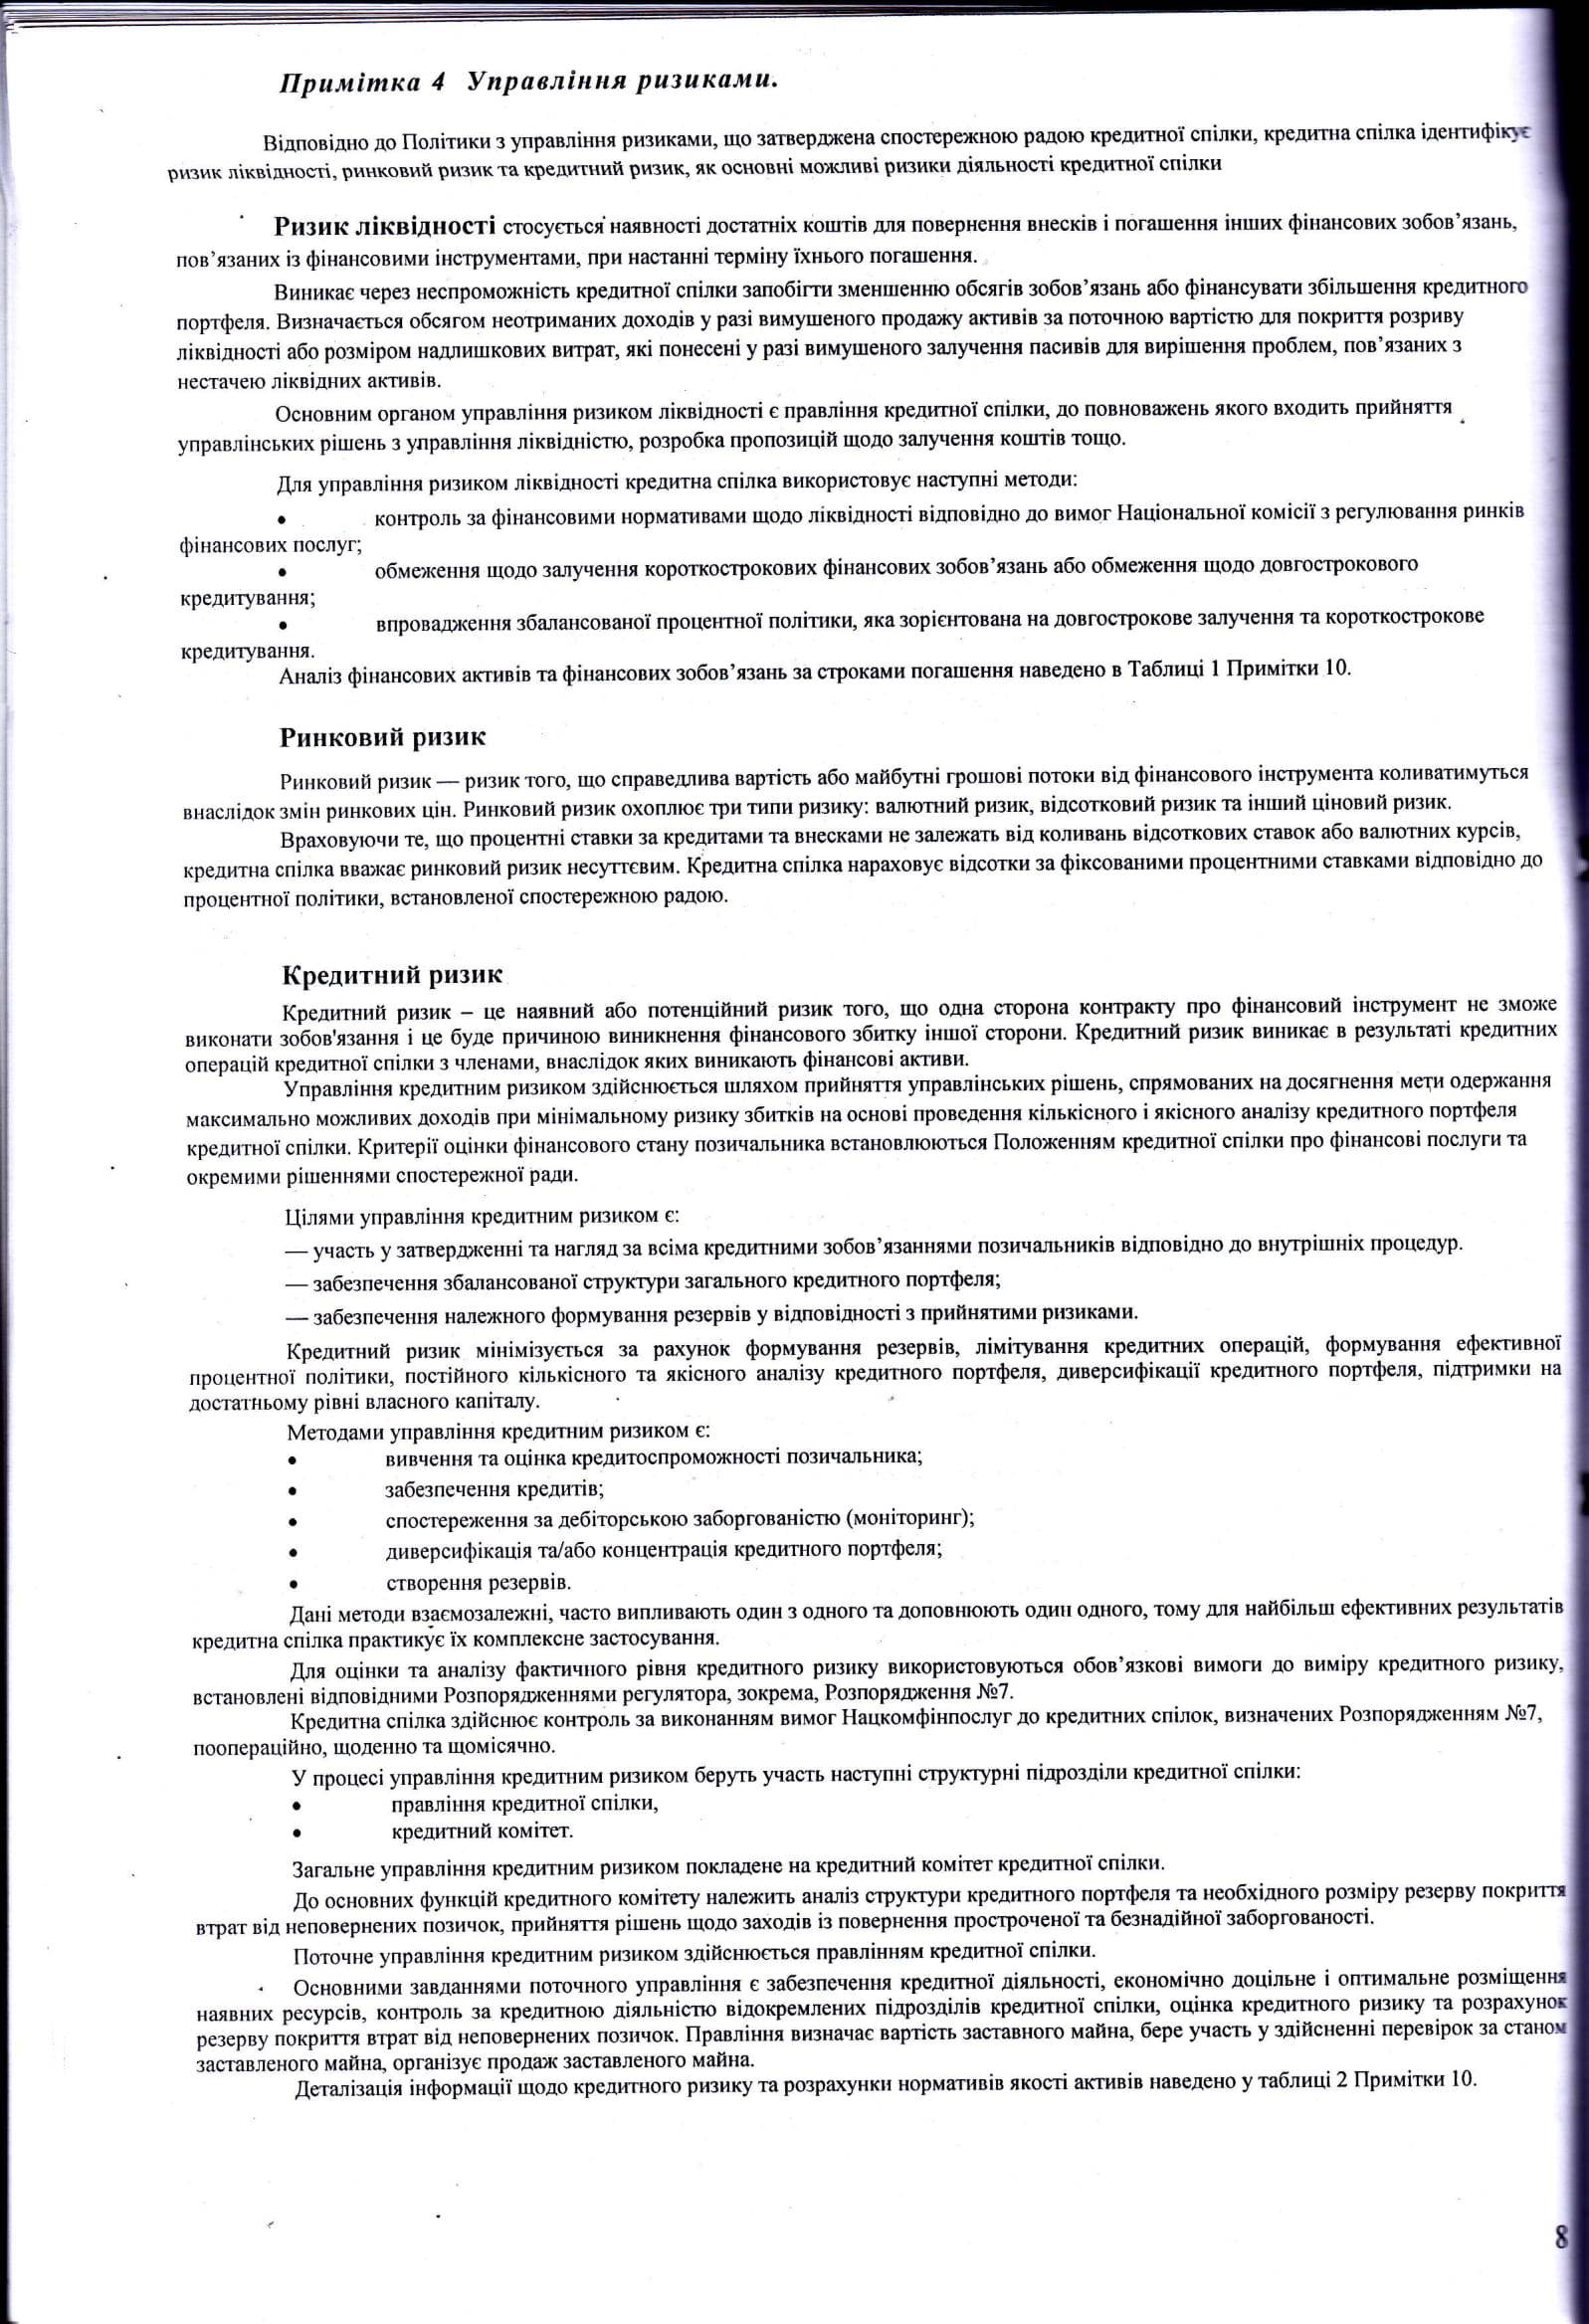 Примітка 4 Управління ризиками.
Відповідно до Політики з управління ризиками, що затверджена спостережною радою кредитної спілки, кредитна спілка ідентифікує
ризик ліквідності, ринковий ризик та кредитний ризик, як основні можливі ризики діяльності кредитної спілки
Ризик ліквідності стосується наявності достатніх коштів для повернення внесків і погашення інших фінансових зобов’язань,
пов’язаних із фінансовими інструментами, при настанні терміну їхнього погашення.
Виникає через неспроможність кредитної спілки запобігти зменшенню обсягів зобов’язань або фінансувати збільшення кредитного
портфеля. Визначається обсягом неотриманих доходів у разі вимушеного продажу активів за поточною вартістю для покриття розриву
ліквідності або розміром надлишкових витрат, які понесені у разі вимушеного залучення пасивів для вирішення проблем, пов’язаних з
нестачею ліквідних активів.
Основним органом управління ризиком ліквідності є правління кредитної спілки, до повноважень якого входить прийняття
управлінських рішень з управління ліквідністю, розробка пропозицій щодо залучення коштів тощо.
Для управління ризиком ліквідності кредитна спілка використовує наступні методи:
• контроль за фінансовими нормативами щодо ліквідності відповідно до вимог Національної комісії з регулювання ринків
фінансових послуг;
• обмеження щодо залучення короткострокових фінансових зобов’язань або обмеження щодо довгострокового
кредитування;
• впровадження збалансованої процентної політики, яка зорієнтована на довгострокове залучення та короткострокове
кредитування.
Аналіз фінансових активів та фінансових зобов’язань за строками погашення наведено в Таблиці 1 Примітки 10.
Ринковий ризик
Ринковий ризик — ризик того, що справедлива вартість або майбутні грошові потоки від фінансового інструмента коливатимуться
внаслідок змін ринкових цін. Ринковий ризик охоплює три типи ризику: валютний ризик, відсотковий ризик та інший ціновий ризик.
Враховуючи те, що процентні ставки за кредитами та внесками не залежать від коливань відсоткових ставок або валютних курсів,
кредитна спілка вважає ринковий ризик несуттєвим. Кредитна спілка нараховує відсотки за фіксованими процентними ставками відповідно до
процентної політики, встановленої спостережною радою.
Кредитний ризик
Кредитний ризик – це наявний або потенційний ризик того, що одна сторона контракту про фінансовий інструмент не зможе
виконати зобов'язання і це буде причиною виникнення фінансового збитку іншої сторони. Кредитний ризик виникає в результаті кредитних
операцій кредитної спілки з членами, внаслідок яких виникають фінансові активи.
Управління кредитним ризиком здійснюється шляхом прийняття управлінських рішень, спрямованих на досягнення мети одержання
максимально можливих доходів при мінімальному ризику збитків на основі проведення кількісного і якісного аналізу кредитного портфеля
кредитної спілки. Критерії оцінки фінансового стану позичальника встановлюються Положенням кредитної спілки про фінансові послуги та
окремими рішеннями спостережної ради.
Цілями управління кредитним ризиком є:
— участь у затвердженні та нагляд за всіма кредитними зобов’язаннями позичальників відповідно до внутрішніх процедур.
— забезпечення збалансованої структури загального кредитного портфеля;
— забезпечення належного формування резервів у відповідності з прийнятими ризиками.
Кредитний ризик мінімізується за рахунок формування резервів, лімітування кредитних операцій, формування ефективної
процентної політики, постійного кількісного та якісного аналізу кредитного портфеля, диверсифікації кредитного портфеля, підтримки на
достатньому рівні власного капіталу.
Методами управління кредитним ризиком є:
• вивчення та оцінка кредитоспроможності позичальника;
• забезпечення кредитів;
• спостереження за дебіторською заборгованістю (моніторинг);
• диверсифікація та/або концентрація кредитного портфеля;
• створення резервів.
Дані методи взаємозалежні, часто випливають один з одного та доповнюють один одного, тому для найбільш ефективних результатів
кредитна спілка практикує їх комплексне застосування.
Для оцінки та аналізу фактичного рівня кредитного ризику використовуються обов’язкові вимоги до виміру кредитного ризику,
встановлені відповідними Розпорядженнями регулятора, зокрема, Розпорядження №7.
Кредитна спілка здійснює контроль за виконанням вимог Нацкомфінпослуг до кредитних спілок, визначених Розпорядженням №7,
поопераційно, щоденно та щомісячно.
У процесі управління кредитним ризиком беруть участь наступні структурні підрозділи кредитної спілки:
• правління кредитної спілки,
• кредитний комітет.
Загальне управління кредитним ризиком покладене на кредитний комітет кредитної спілки.
До основних функцій кредитного комітету належить аналіз структури кредитного портфеля та необхідного розміру резерву покриття
втрат від неповернених позичок, прийняття рішень щодо заходів із повернення простроченої та безнадійної заборгованості.
Поточне управління кредитним ризиком здійснюється правлінням кредитної спілки.
Основними завданнями поточного управління є забезпечення кредитної діяльності, економічно доцільне і оптимальне розміщення
наявних ресурсів, контроль за кредитною діяльністю відокремлених підрозділів кредитної спілки, оцінка кредитного ризику та розрахунок
резерву покриття втрат від неповернених позичок. Правління визначає вартість заставного майна, бере участь у здійсненні перевірок за станом
заставленого майна, організує продаж заставленого майна.
Деталізація інформації щодо кредитного ризику та розрахунки нормативів якості активів наведено у таблиці 2 Примітки 10.
8